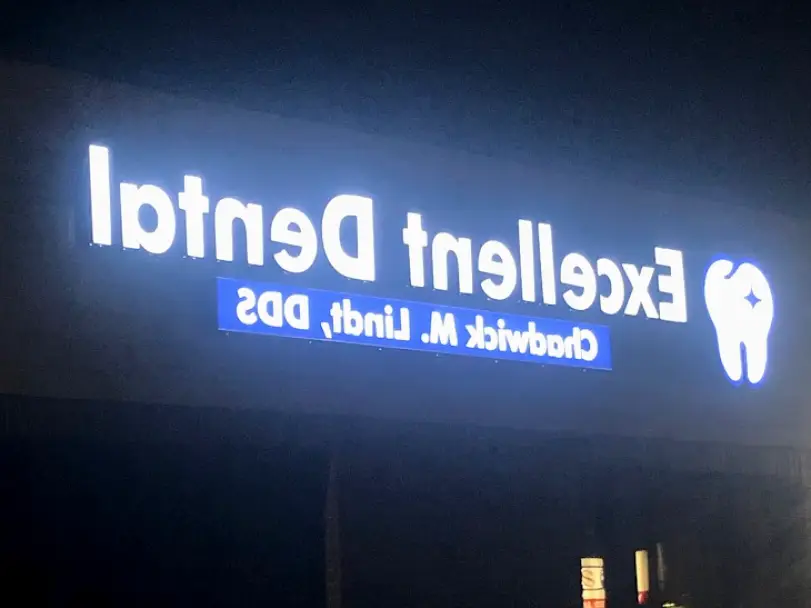 Excellent Dental
Chadwick M. Lindt, DDS